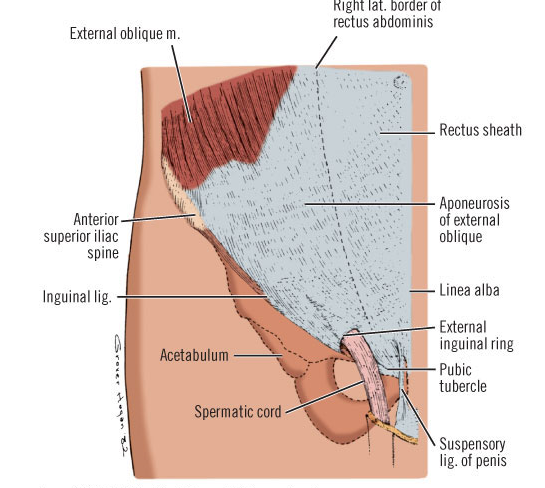 Right lat. border of
rectus abdominis
External oblique m.
Rectus sheath
Aponeurosis
of external
oblique
Anterior
superior iliac
spine
Linea alba
Inguinal lig.
External
inguinal ring
Acetabulum
Pubic
tubercle
Spermatic cord
Suspensory
lig. of penis